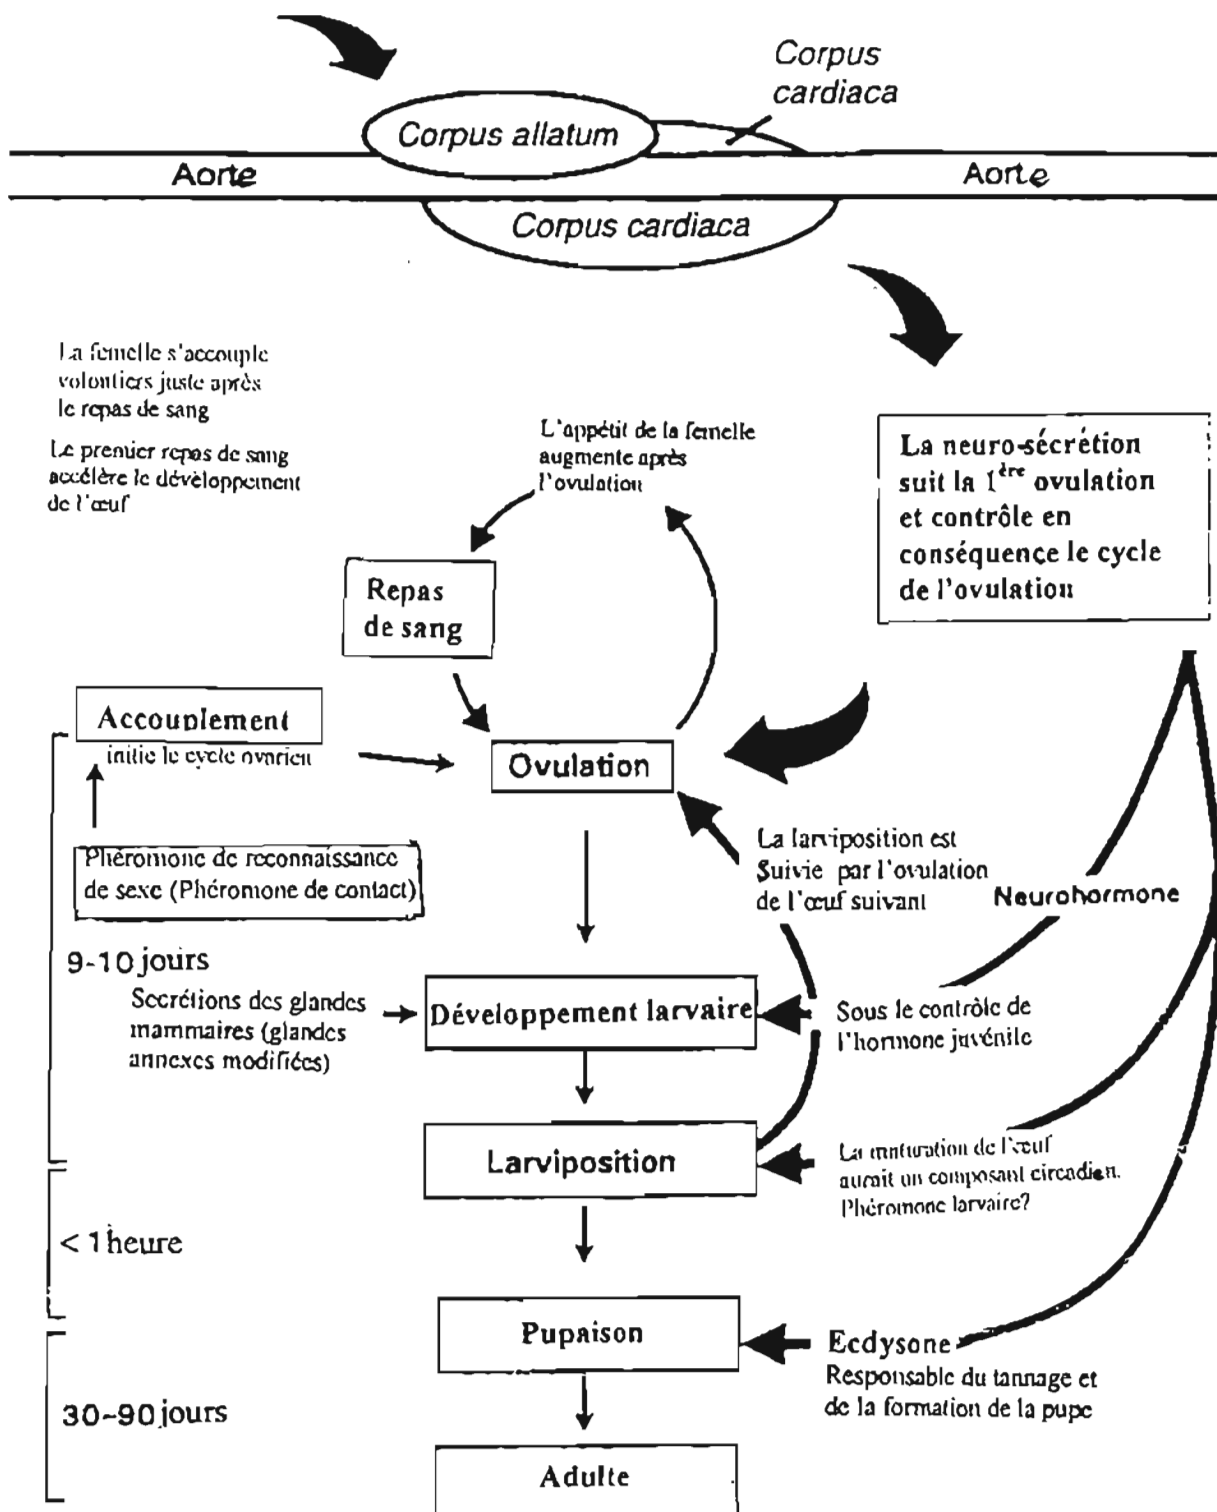 Corpus
cardiaca
Corpus allatum
Aorte
Aorte
Corpus cardiaca
La femelle s'accouple
volontiers juste après
le repas de sang
Le premier repas de sang
accélère le développement
de l'œuf
L'appétit de la femelle
augmente après
l'ovulation
La neuro-sécrétion
suit la 1ère ovulation
et contrôle en
conséquence le cycle
de l'ovulation
Repas
de sang
Accouplement
initie le cycle ovarien
Ovulation
Phéromone de reconnaissance
de sexe (Phéromone de contact)
La larviposition est
Suivie par l'ovulation
de l'œuf suivant
Neurohormone
9-10 jours
Secrétions des glandes
mammaires (glandes
annexes modifiées)
Développement larvaire
Sous le contrôle de
l'hormone juvénile
Larviposition
La maturation de l'œuf
aurait un composant circadien.
Phéromone larvaire?
< 1 heure
Pupaison
Ecdysone
Responsable du tannage et
de la formation de la pupe
30-90 jours
Adulte